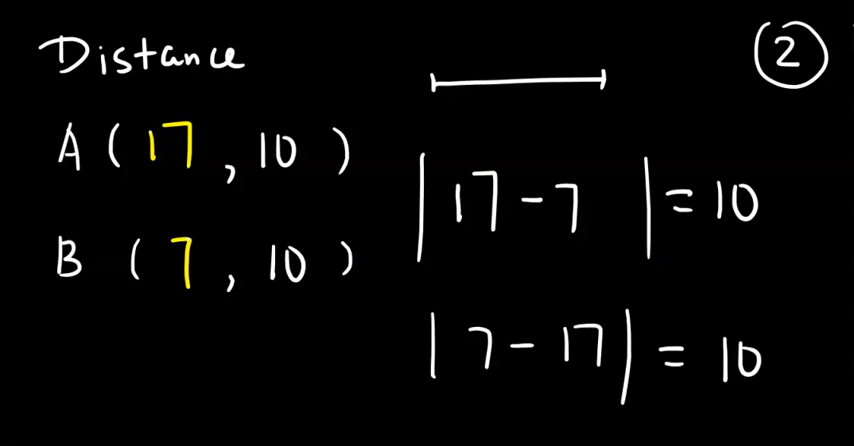 Distance
②
A ( 17 , 10 )
| 17 - 7 | = 10
B ( 7 , 10 )
| 7 - 17 | = 10